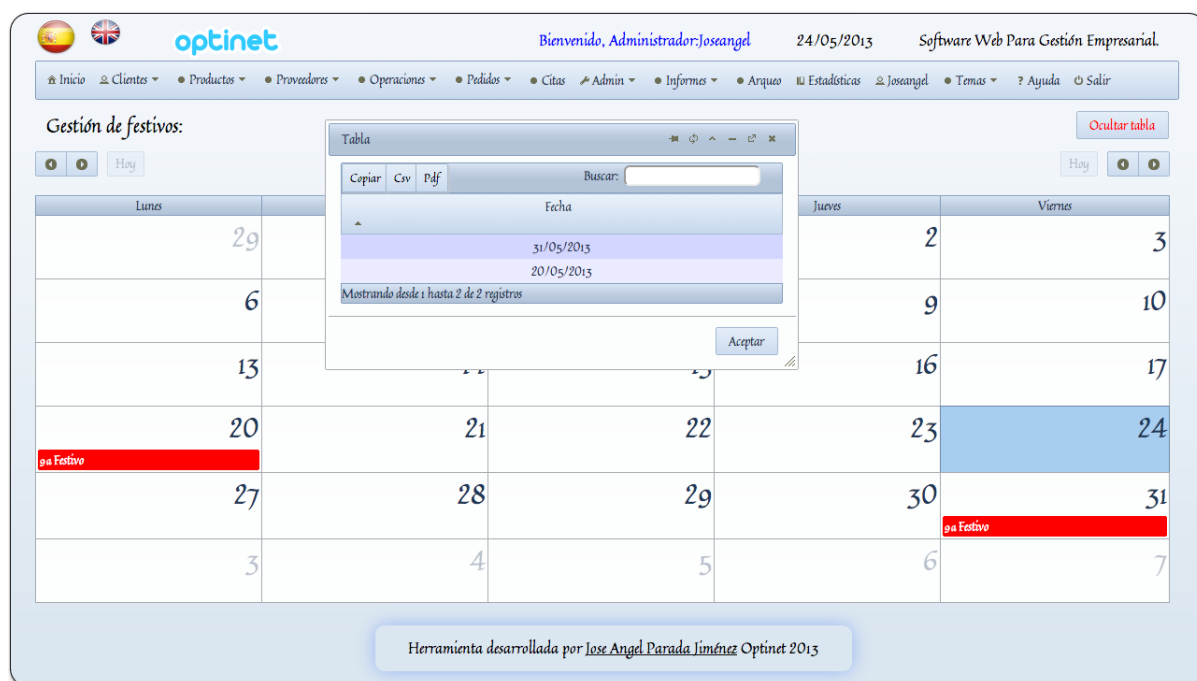 optinet
Bienvenido, Administrador:Joseangel 24/05/2013 Software Web Para Gestión Empresarial.
Inicio Clientes Productos Proveedores Operaciones Pedidos Citas Admin Informes Arqueo Estadísticas Joseangel Temas ? Ayuda Salir
Gestión de festivos:
Ocultar tabla
Hoy
Hoy
Tabla
Copiar Csv Pdf Buscar:
Fecha
31/05/2013
20/05/2013
Mostrando desde 1 hasta 2 de 2 registros
Aceptar
Lunes Jueves Viernes
29 2 3
6 9 10
13 16 17
20 21 22 23 24
9a Festivo
27 28 29 30 31
9a Festivo
3 4 5 6 7
Herramienta desarrollada por Jose Angel Parada Jiménez Optinet 2013